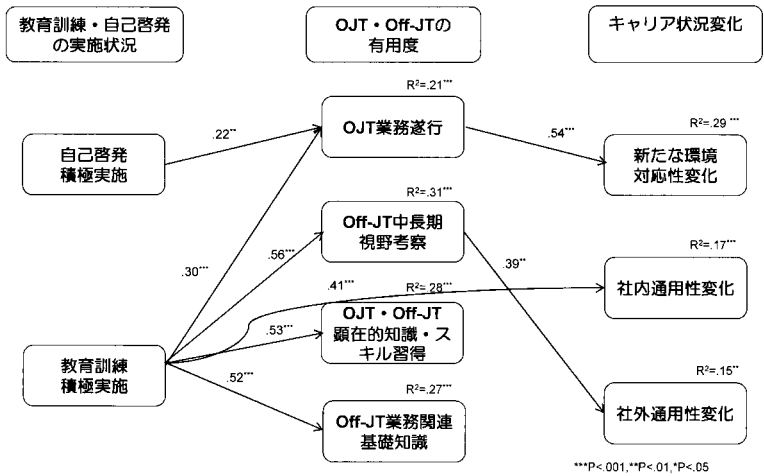 教育訓練・自己啓発
の実施状況
OJT・Off-JTの
有用度
キャリア状況変化
R²=.21***
OJT業務遂行
.22**
.54***
R²=.29 ***
自己啓発
積極実施
新たな環境
対応性変化
R²=.31***
Off-JT中長期
視野考察
.56***
.30***
.39**
R²=.17***
.41***
R²=.28***
社内通用性変化
OJT・Off-JT
顕在的知識・ス
キル習得
.53***
教育訓練
積極実施
.52***
R²=.27***
R²=.15**
Off-JT業務関連
基礎知識
社外通用性変化
***P<.001,**P<.01,*P<.05